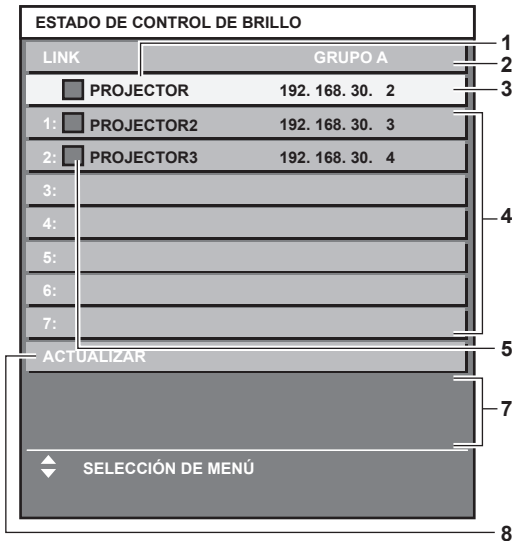 ESTADO DE CONTROL DE BRILLO
LINK GRUPO A
PROJECTOR 192. 168. 30. 2
1: PROJECTOR2 192. 168. 30. 3
2: PROJECTOR3 192. 168. 30. 4
3:
4:
5:
6:
7:
ACTUALIZAR
SELECCIÓN DE MENÚ
1
2
3
4
5
7
8